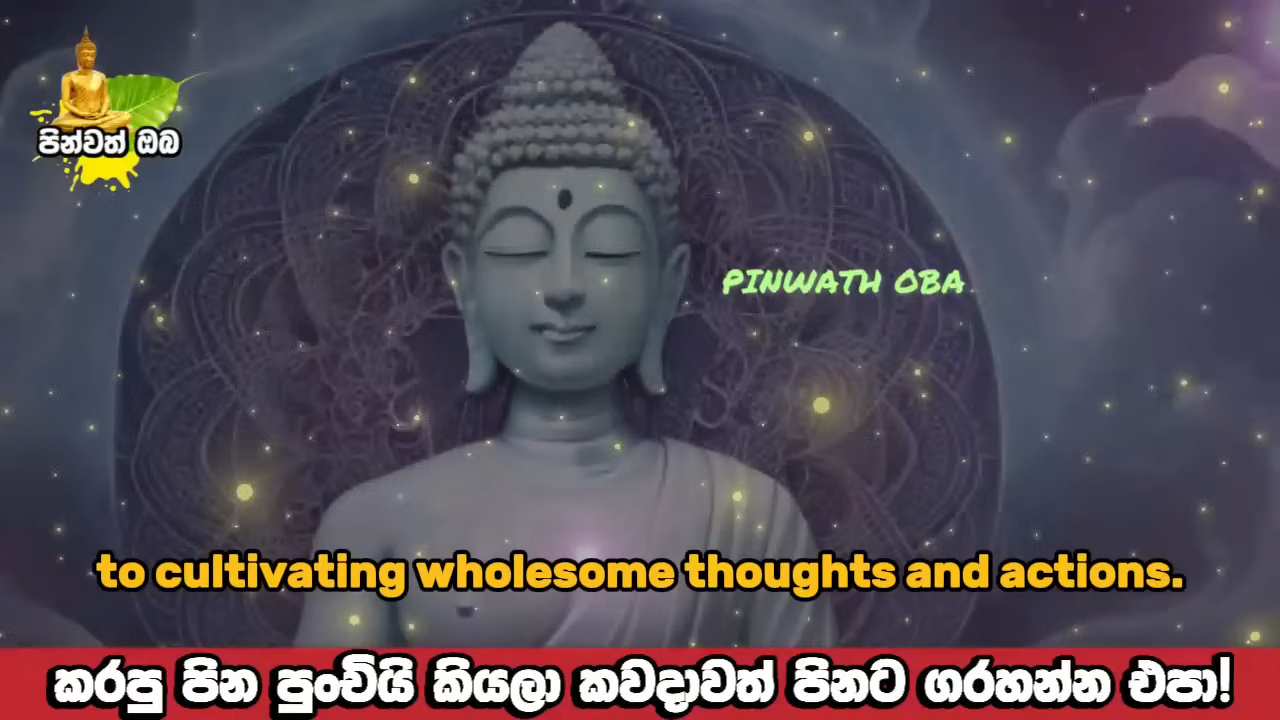 පින්වත් ඔබ
PINWATH OBA
to cultivating wholesome thoughts and actions.
කරපු පින පුංචියි කියලා කවදාවත් පිනට ගරහන්න එපා!